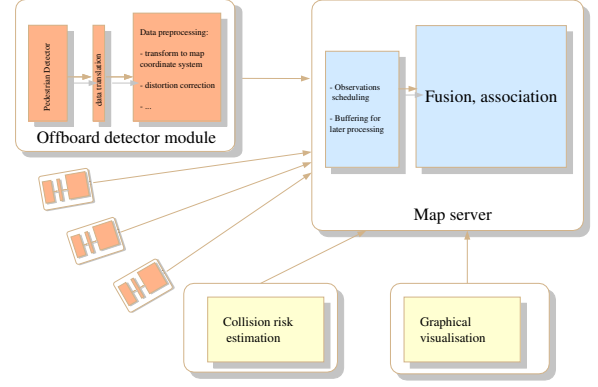 Pedestrian Detector
data translation
Data preprocessing:
- transform to map
coordinate system
- distortion correction
- ...
Offboard detector module
- Observations
scheduling
- Buffering for
later processing
Fusion, association
Map server
Collision risk
estimation
Graphical
visualisation